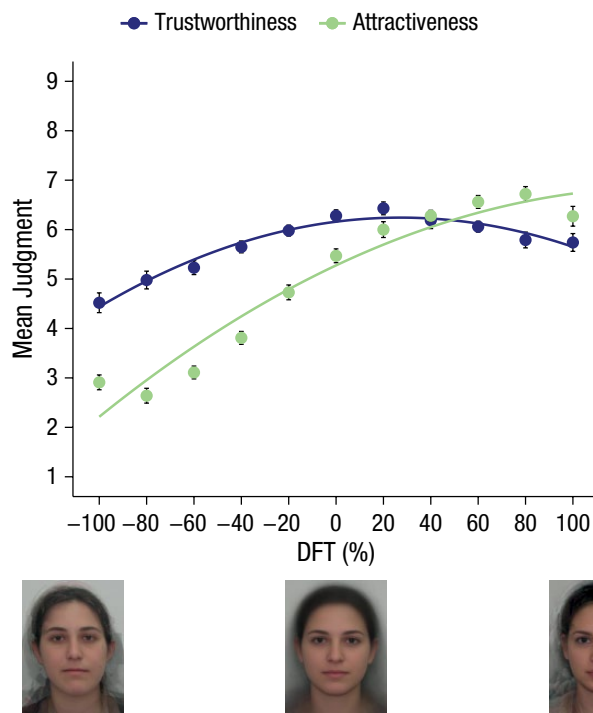 Trustworthiness Attractiveness
9
8
7
6
5
4
3
2
1
Mean Judgment
−100 −80 −60 −40 −20 0 20 40 60 80 100
DFT (%)